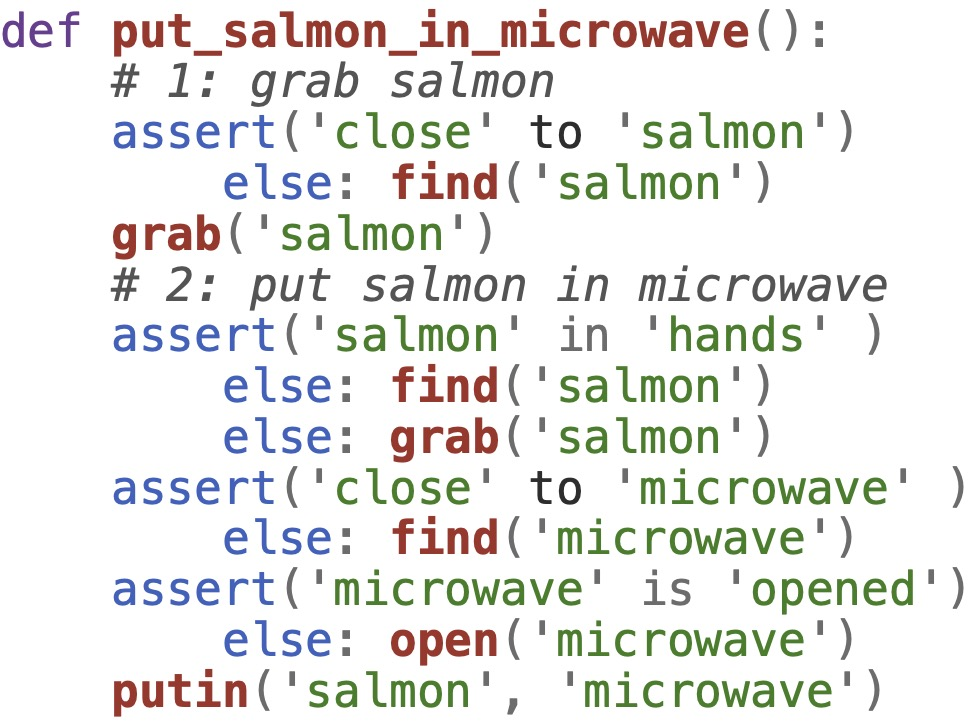 def put_salmon_in_microwave():
    # 1: grab salmon
    assert('close' to 'salmon')
        else: find('salmon')
    grab('salmon')
    # 2: put salmon in microwave
    assert('salmon' in 'hands' )
        else: find('salmon')
        else: grab('salmon')
    assert('close' to 'microwave' )
        else: find('microwave')
    assert('microwave' is 'opened')
        else: open('microwave')
    putin('salmon', 'microwave')